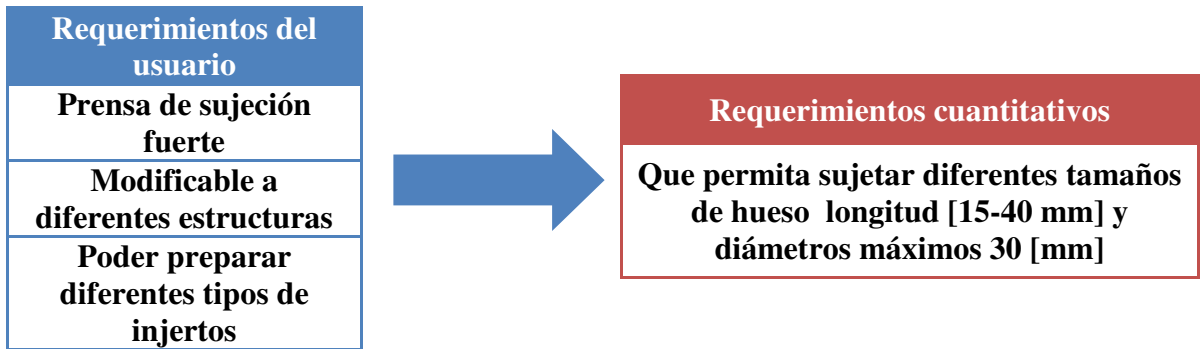 Requerimientos del
usuario
Prensa de sujeción
fuerte
Modificable a
diferentes estructuras
Poder preparar
diferentes tipos de
injertos
Requerimientos cuantitativos
Que permita sujetar diferentes tamaños
de hueso longitud [15-40 mm] y
diámetros máximos 30 [mm]